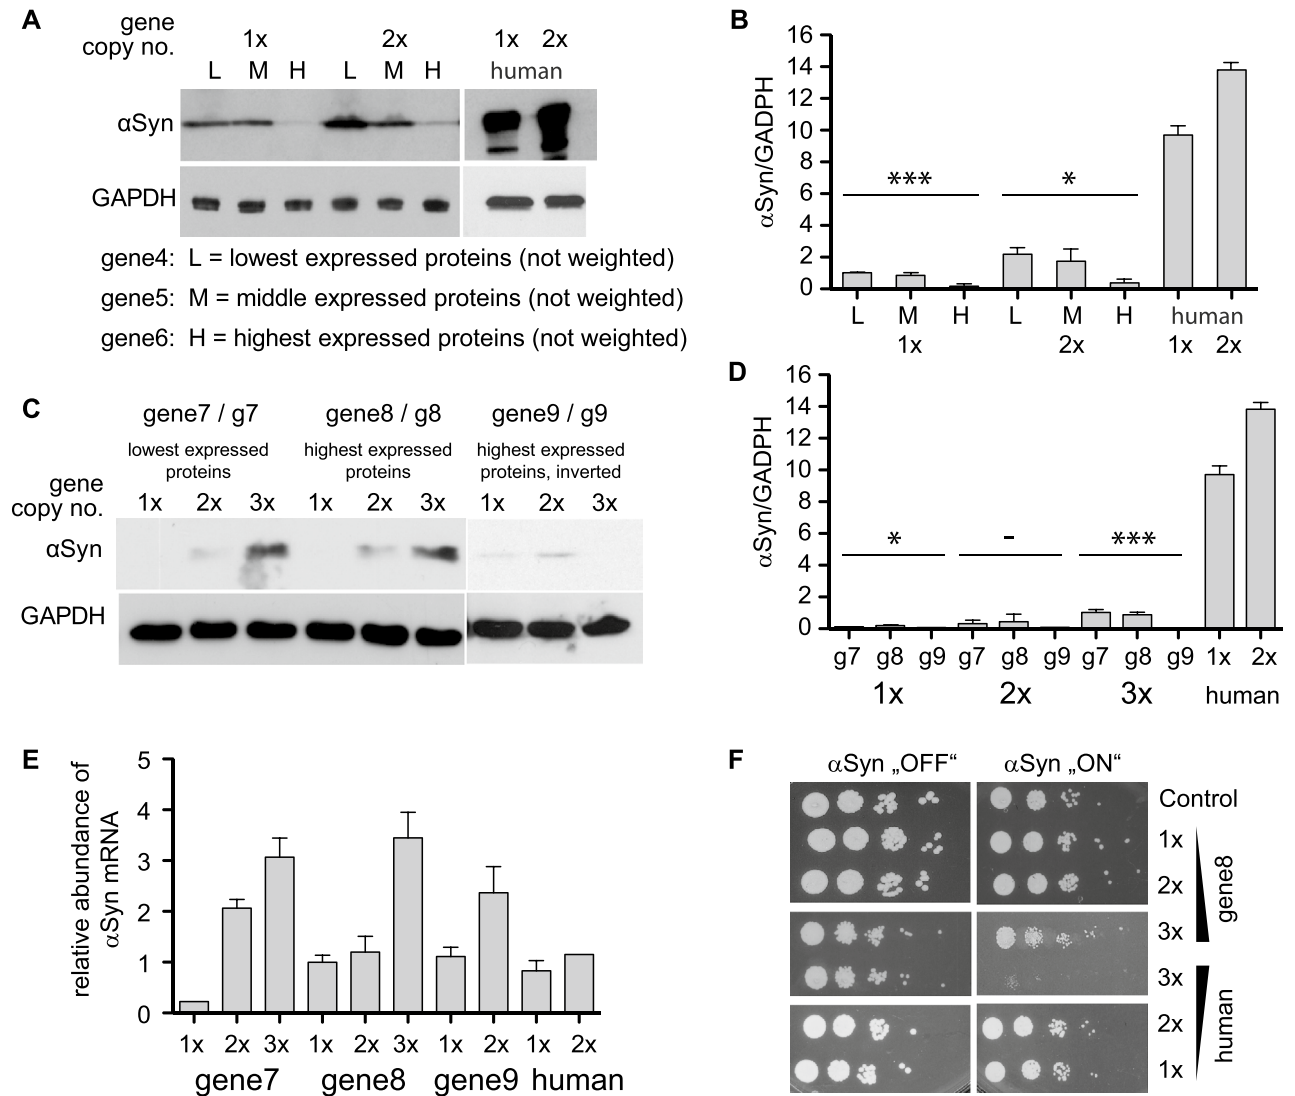 A
gene
copy no.
1x
2x
1x 2x
L M H L M H
human
αSyn
GAPDH
gene4: L = lowest expressed proteins (not weighted)
gene5: M = middle expressed proteins (not weighted)
gene6: H = highest expressed proteins (not weighted)
B
αSyn/GADPH
16
14
12
10
8
6
4
2
0
***
*
L M H L M H human
1x 2x 1x 2x
C
gene7 / g7 gene8 / g8 gene9 / g9
lowest expressed
proteins
highest expressed
proteins
highest expressed
proteins, inverted
gene
copy no.
1x 2x 3x 1x 2x 3x 1x 2x 3x
αSyn
GAPDH
D
αSyn/GADPH
16
14
12
10
8
6
4
2
0
* - ***
g7 g8 g9 g7 g8 g9 g7 g8 g9 1x 2x
1x 2x 3x human
E
relative abundance of
αSyn mRNA
5
4
3
2
1
0
1x 2x 3x 1x 2x 3x 1x 2x 1x 2x
gene7 gene8 gene9 human
F
αSyn „OFF“ αSyn „ON“
Control
1x
2x
3x
gene8
3x
2x
1x
human